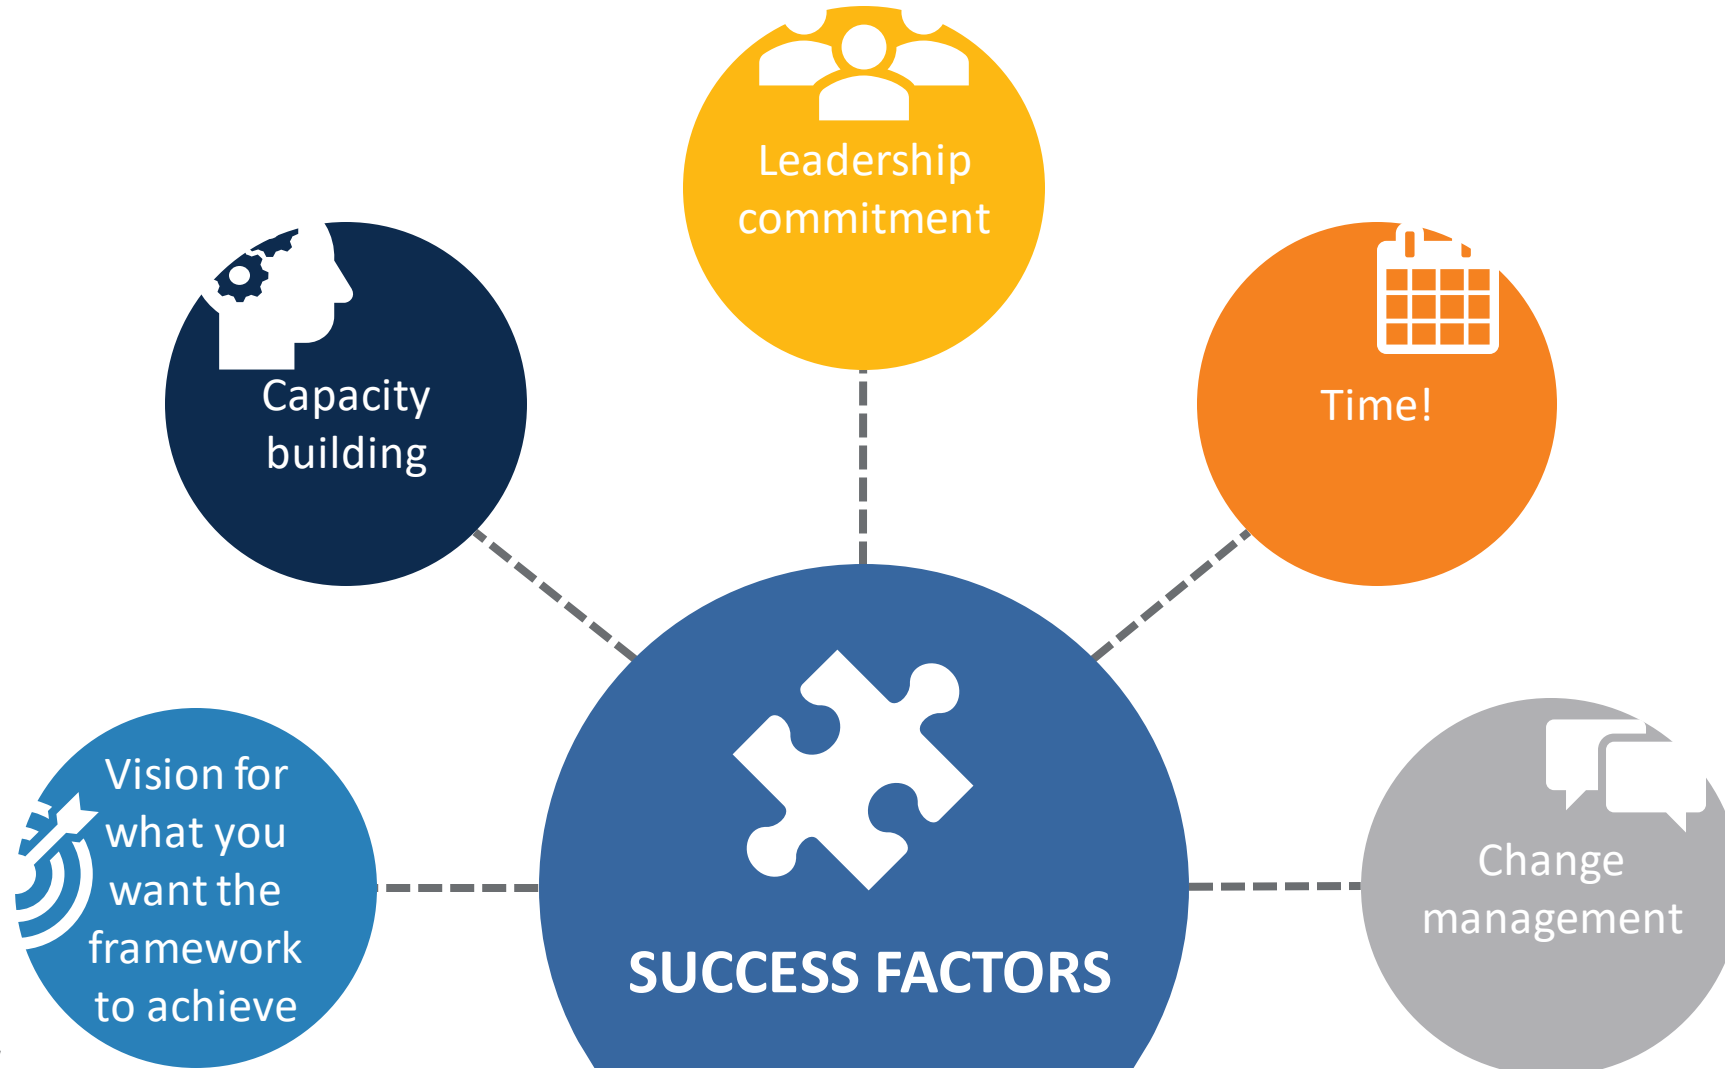 Leadership
commitment
Capacity
building
Time!
Vision for
what you
want the
framework
to achieve
Change
management
SUCCESS FACTORS